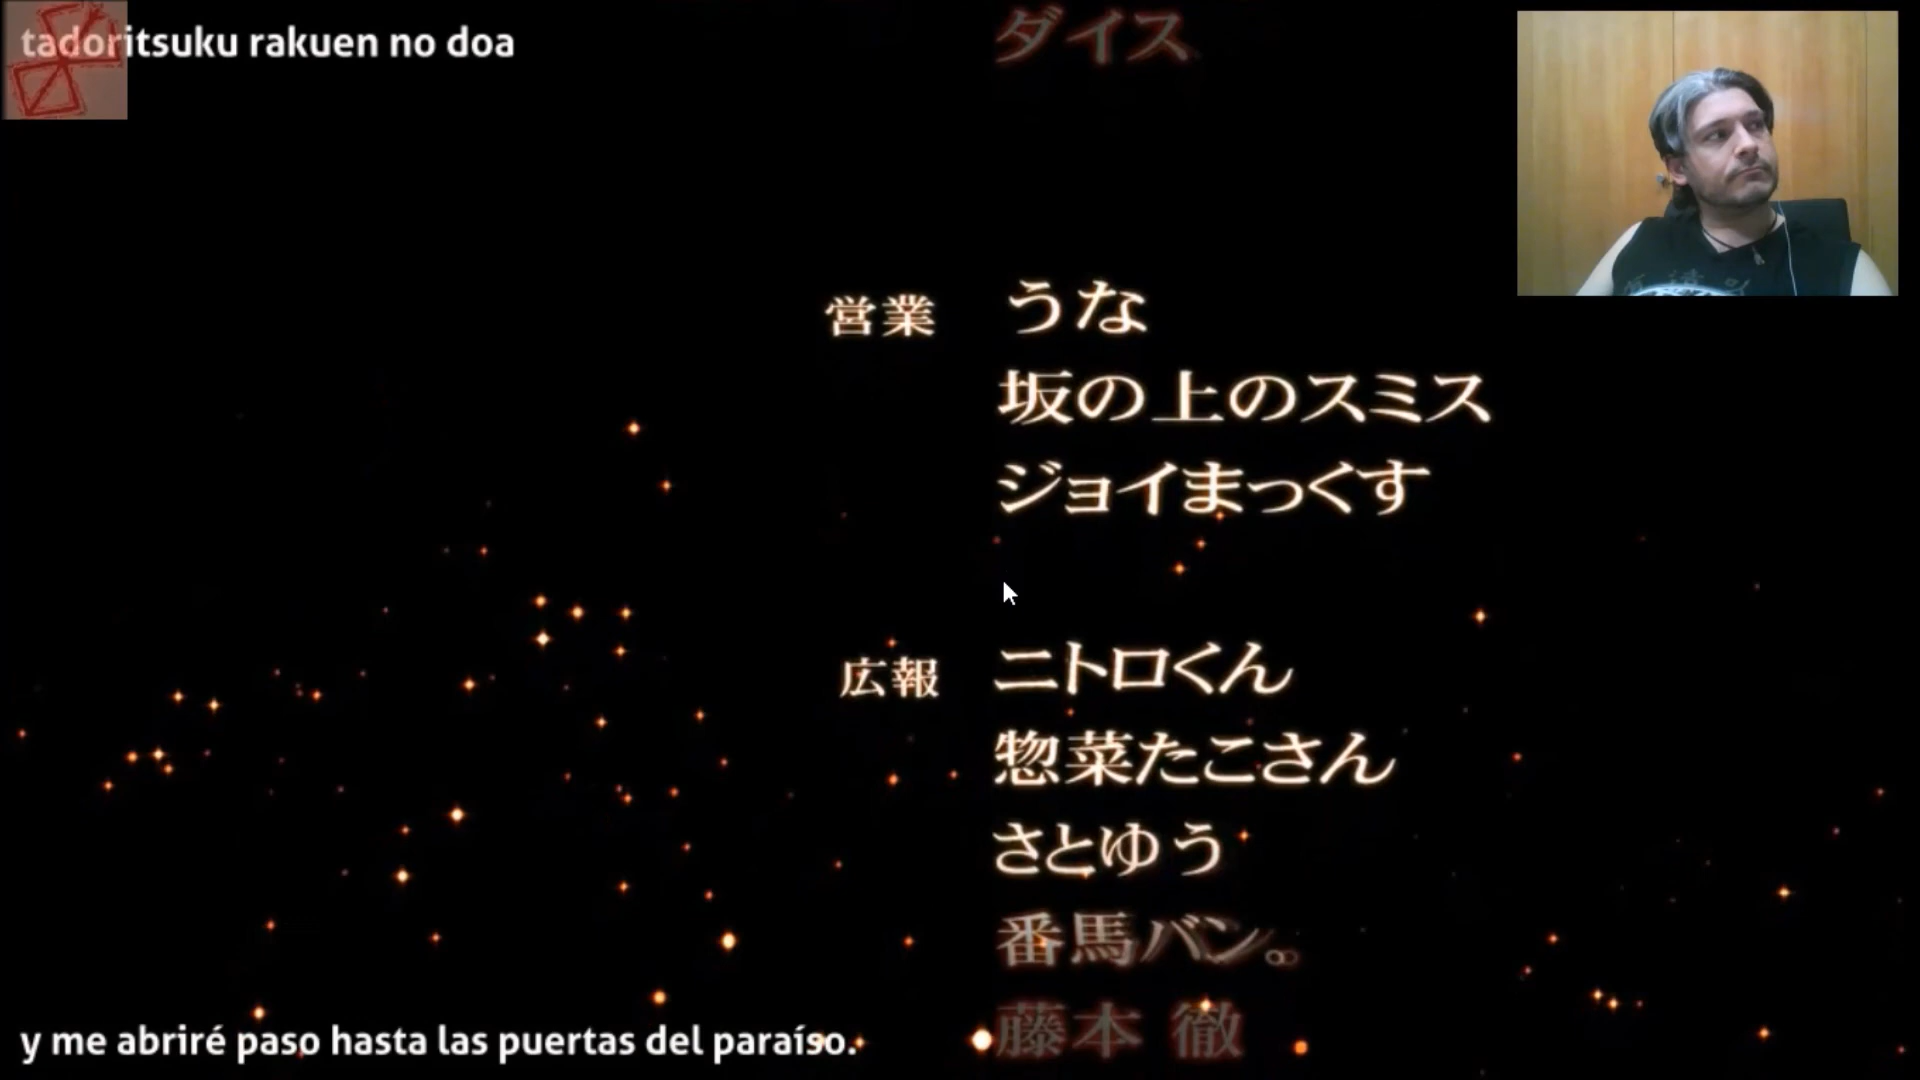 tadoritsuku rakuen no doa
ダイス
営業 うな
坂の上のスミス
ジョイまっくす
広報 ニトロくん
惣菜たこさん
さとゆう
番馬バン。
藤本 徹
y me abriré paso hasta las puertas del paraíso.